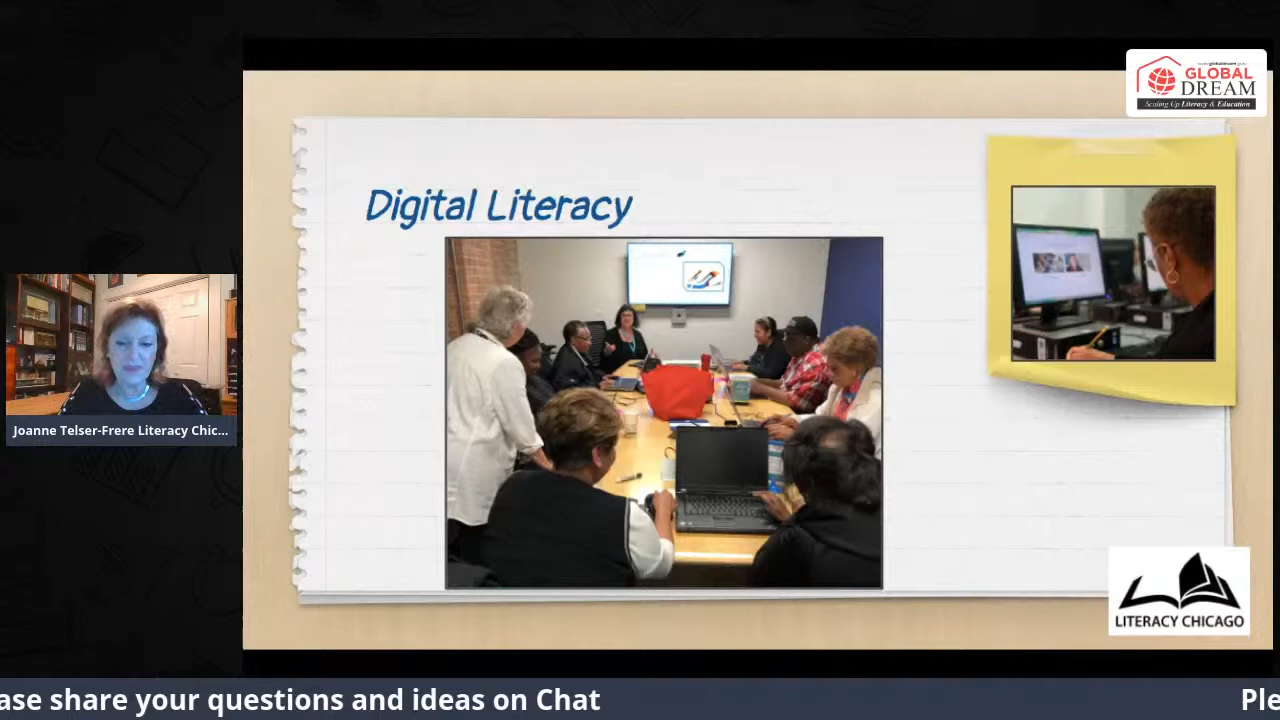 GLOBAL
DREAM
Scaling Up Literacy & Education
Digital Literacy
Joanne Telser-Frere Literacy Chic...
LITERACY CHICAGO
ase share your questions and ideas on Chat
Ple